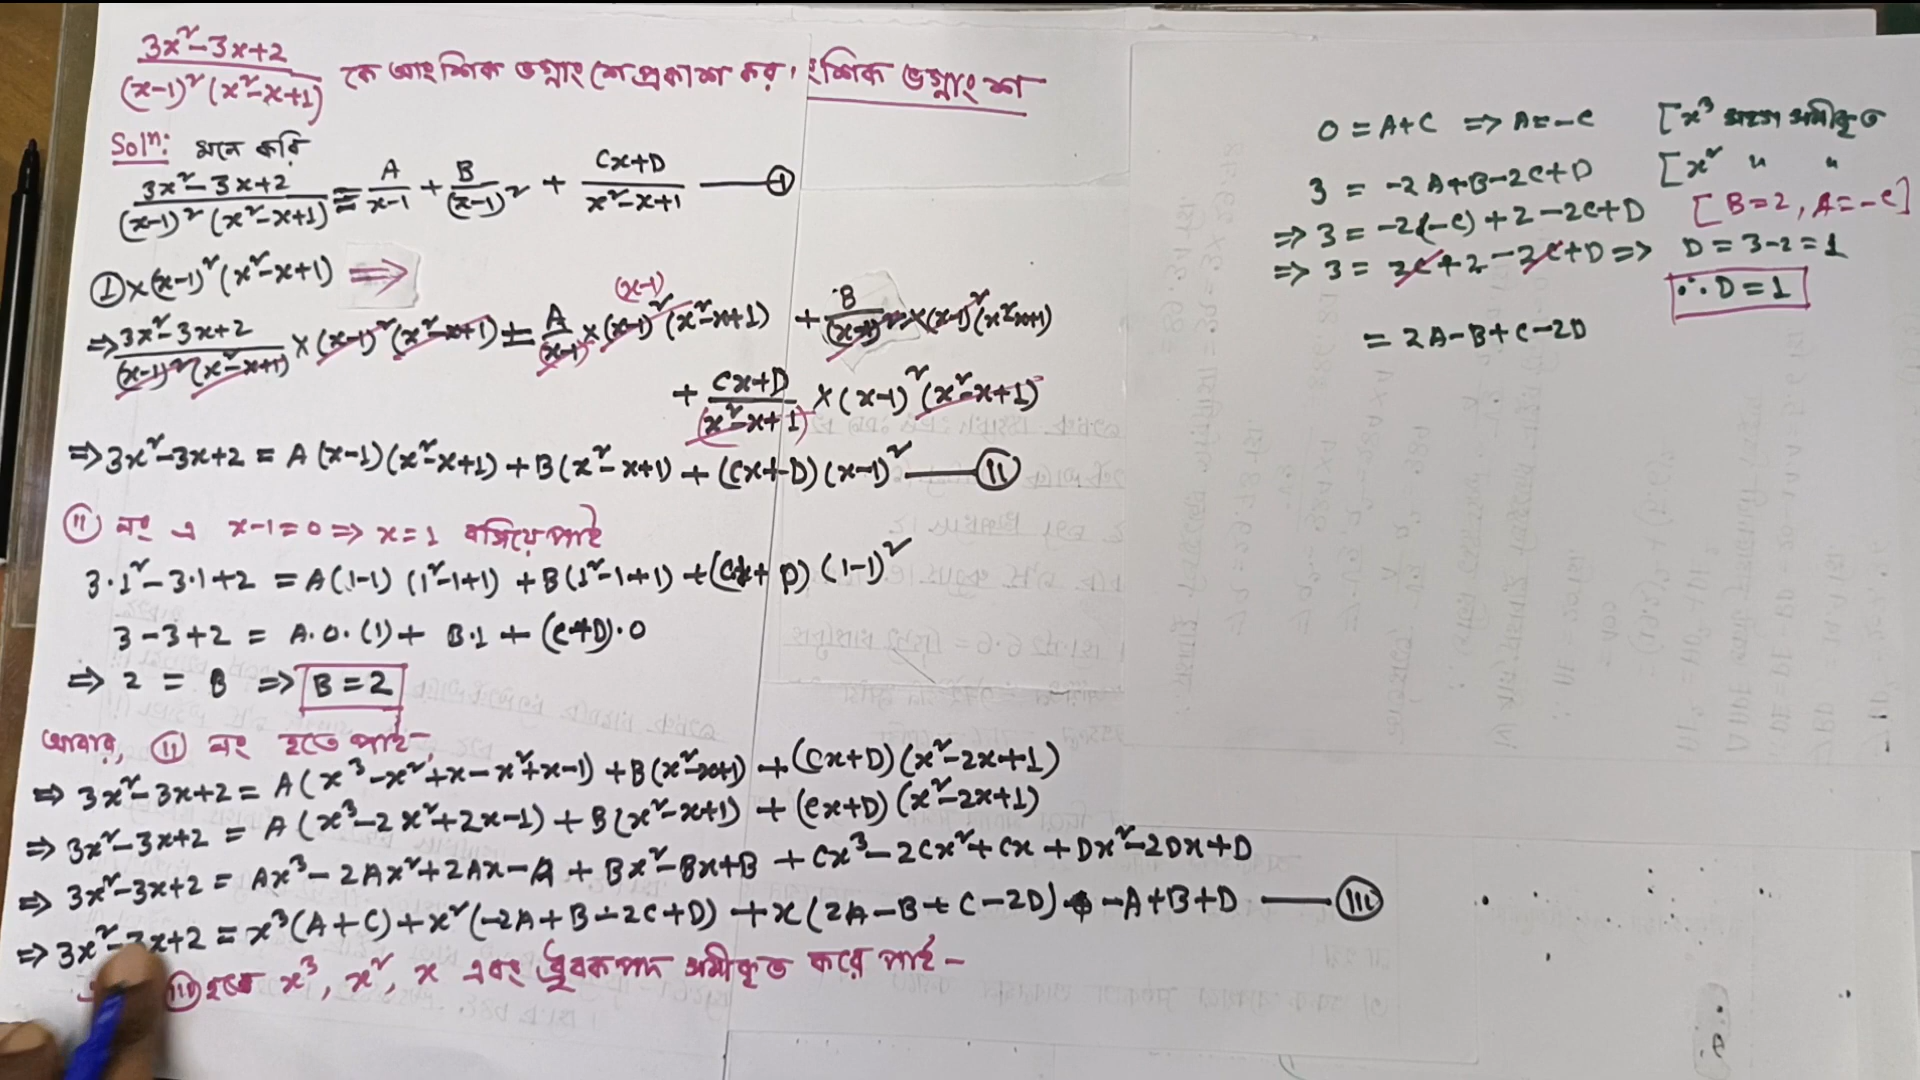 3x²-3x+2 / (x-1)²(x²-x+1) কে আংশিক ভগ্নাংশে প্রকাশ কর। ংশিক ভগ্নাংশ
Solⁿ: মনে করি
3x²-3x+2 / (x-1)²(x²-x+1) ≡ A/(x-1) + B/(x-1)² + (Cx+D)/(x²-x+1) —— ①
① × (x-1)²(x²-x+1) ⇒
⇒ 3x²-3x+2 / (x-1)²(x²-x+1) × (x-1)²(x²-x+1) = A/(x-1) × (x-1)² (x-1) (x²-x+1) + B/(x-1)² × (x-1)²(x²-x+1)
+ (Cx+D)/(x²-x+1) × (x-1)²(x²-x+1)
⇒ 3x²-3x+2 = A(x-1)(x²-x+1) + B(x²-x+1) + (Cx+D)(x-1)² —— ⑪
⑪ নং এ x-1=0 ⇒ x=1 বসিয়ে পাই
3·1²-3·1+2 = A(1-1)(1²-1+1) + B(1²-1+1) + (Cx+D)(1-1)²
3-3+2 = A.0.(1) + B·1 + (C+D)·0
⇒ 2 = B ⇒ B=2
আবার, ⑪ নং হতে পাই-
⇒ 3x²-3x+2 = A(x³-x²+x-x²+x-1) + B(x²-x+1) + (Cx+D)(x²-2x+1)
⇒ 3x²-3x+2 = A(x³-2x²+2x-1) + B(x²-x+1) + (Cx+D)(x²-2x+1)
⇒ 3x²-3x+2 = Ax³-2Ax²+2Ax-A + Bx²-Bx+B + Cx³-2Cx²+Cx + Dx²-2Dx+D
⇒ 3x²-3x+2 = x³(A+C) + x²(-2A+B-2C+D) + x(2A-B+C-2D) -A+B+D —— (III)
(III) হতে x³, x², x এবং ধ্রুবকপদ সমীকৃত করে পাই -
0 = A+C ⇒ A=-C [x³ সহগ সমীকৃত
3 = -2A+B-2C+D [x² " "
⇒ 3 = -2(-C)+2-2C+D [B=2, A=-C]
⇒ 3 = 2C+2-2C+D ⇒ D = 3-2 = 1
∴ D = 1
= 2A-B+C-2D